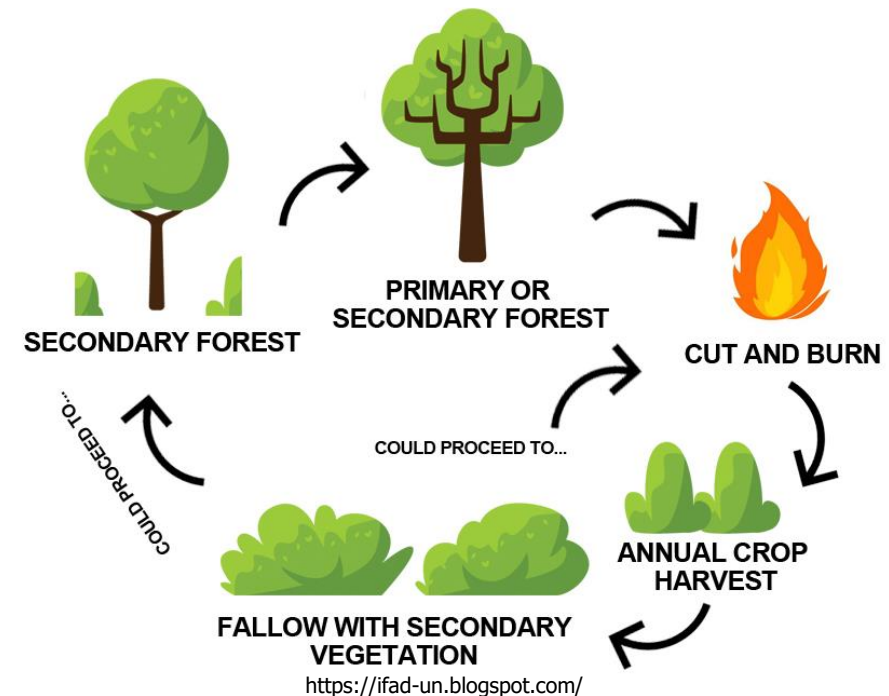 PRIMARY OR
SECONDARY FOREST
SECONDARY FOREST
CUT AND BURN
COULD PROCEED TO...
COULD PROCEED TO...
ANNUAL CROP
HARVEST
FALLOW WITH SECONDARY
VEGETATION
https://ifad-un.blogspot.com/